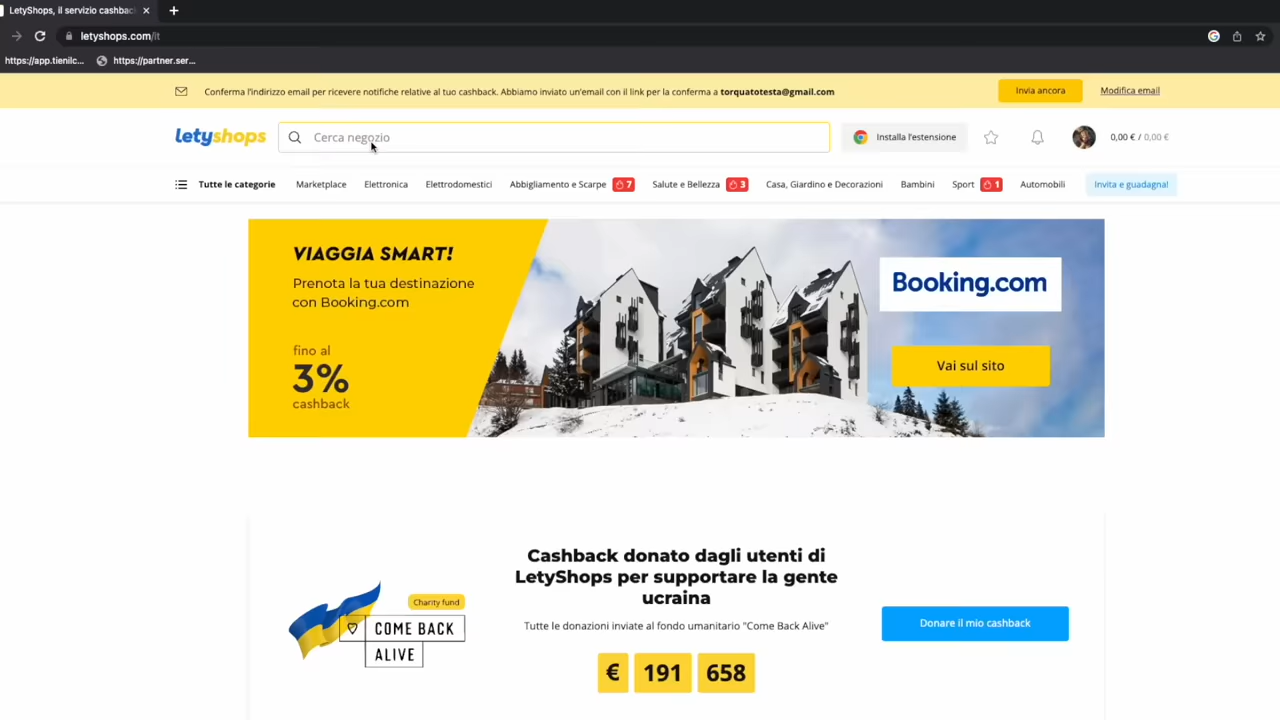 LetyShops, il servizio cashbac
letyshops.com/it
https://app.tienilc...
https://partner.ser...
Conferma l'indirizzo email per ricevere notifiche relative al tuo cashback. Abbiamo inviato un'email con il link per la conferma a torquatotesta@gmail.com
Invia ancora
Modifica email
letyshops
Cerca negozio
Installa l'estensione
0,00 € / 0,00 €
Tutte le categorie
Marketplace
Elettronica
Elettrodomestici
Abbigliamento e Scarpe 7
Salute e Bellezza 3
Casa, Giardino e Decorazioni
Bambini
Sport 1
Automobili
Invita e guadagna!
VIAGGIA SMART!
Prenota la tua destinazione
con Booking.com
fino al
3%
cashback
Booking.com
Vai sul sito
Charity fund
COME BACK
ALIVE
Cashback donato dagli utenti di
LetyShops per supportare la gente
ucraina
Tutte le donazioni inviate al fondo umanitario "Come Back Alive"
€ 191 658
Donare il mio cashback